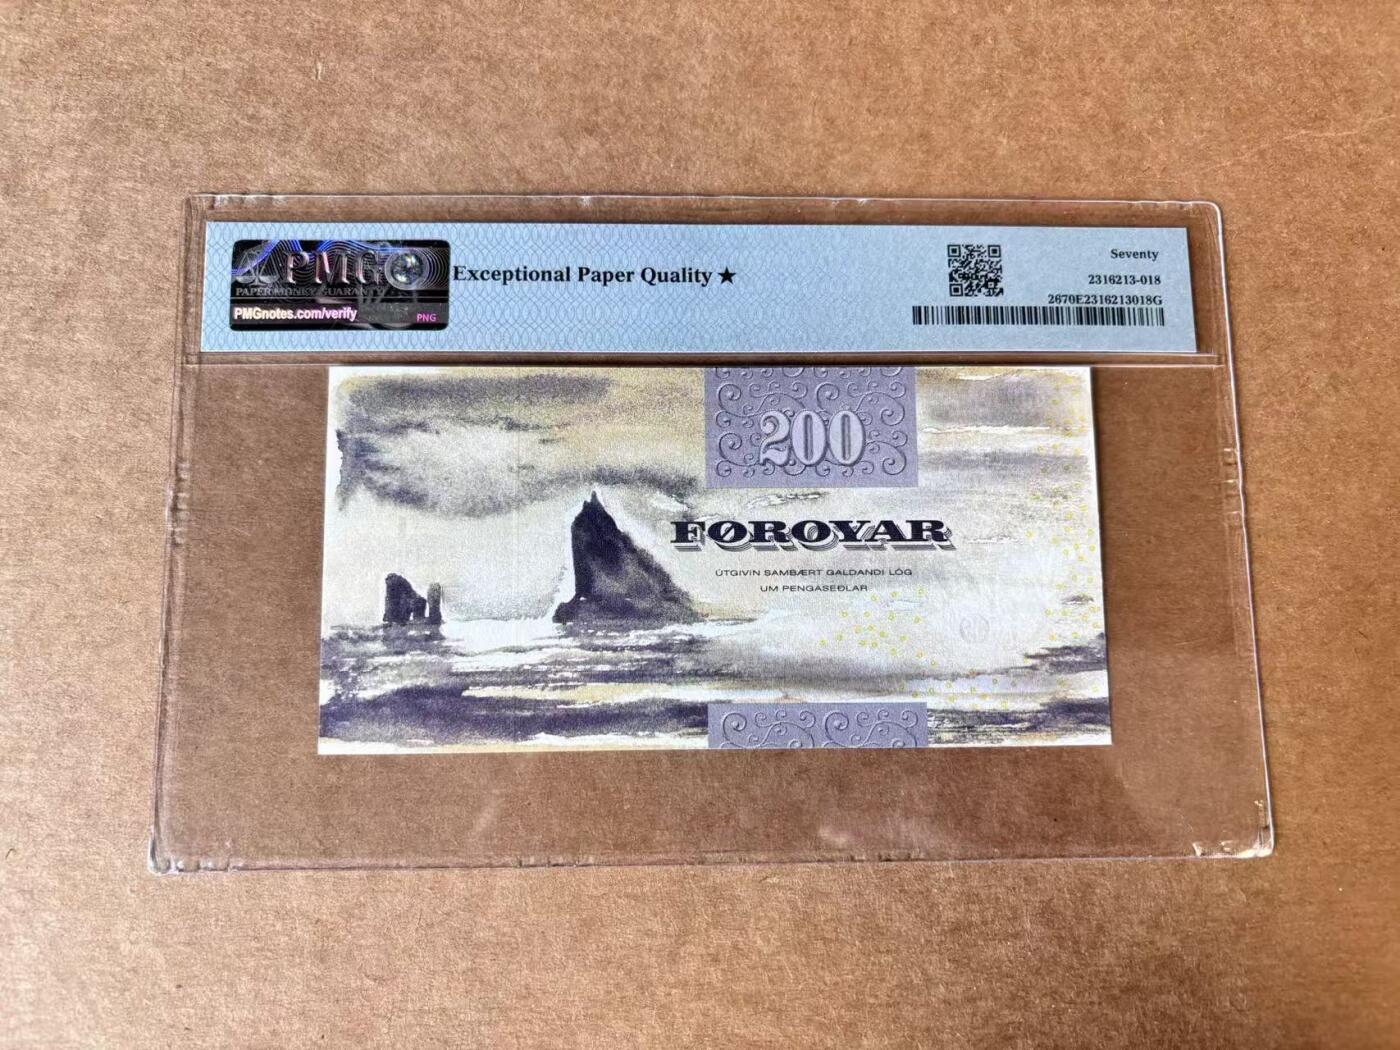 PMG
PAPER MONEY GUARANTY
PMGnotes.com/verify
PNG
Exceptional Paper Quality ★
Seventy
2316213-018
2670E2316213018G
200
FØROYAR
ÚTGIVIN SAMBÆRT GALDANDI LÓG
UM PENGASEÐLAR